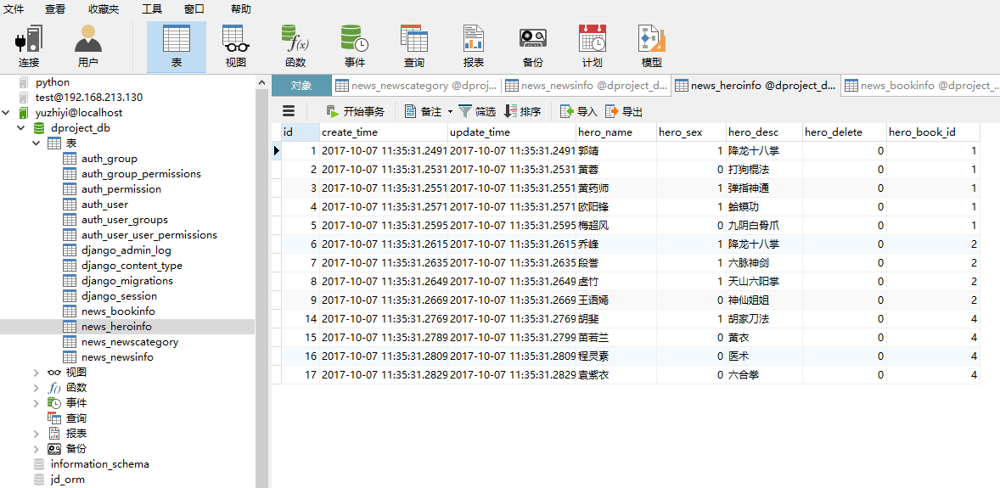 文件 查看 收藏夹 工具 窗口 帮助
连接 用户 表 视图 函数 事件 查询 报表 备份 计划 模型
python
test@192.168.213.130
yuzhiyi@localhost
dproject_db
表
auth_group
auth_group_permissions
auth_permission
auth_user
auth_user_groups
auth_user_user_permissions
django_admin_log
django_content_type
django_migrations
django_session
news_bookinfo
news_heroinfo
news_newscategory
news_newsinfo
视图
函数
事件
查询
报表
备份
information_schema
jd_orm
对象 news_newscategory @dproj... news_newsinfo @dproject_d... news_heroinfo @dproject_d... news_bookinfo @dproject_...
开始事务 备注 筛选 排序 导入 导出
id create_time update_time hero_name hero_sex hero_desc hero_delete hero_book_id
1 2017-10-07 11:35:31.2491 2017-10-07 11:35:31.2491 郭靖 1 降龙十八掌 0 1
2 2017-10-07 11:35:31.2531 2017-10-07 11:35:31.2531 黄蓉 0 打狗棍法 0 1
3 2017-10-07 11:35:31.2551 2017-10-07 11:35:31.2551 黄药师 1 弹指神通 0 1
4 2017-10-07 11:35:31.2571 2017-10-07 11:35:31.2571 欧阳锋 1 蛤蟆功 0 1
5 2017-10-07 11:35:31.2595 2017-10-07 11:35:31.2595 梅超风 0 九阴白骨爪 0 1
6 2017-10-07 11:35:31.2615 2017-10-07 11:35:31.2615 乔峰 1 降龙十八掌 0 2
7 2017-10-07 11:35:31.2635 2017-10-07 11:35:31.2635 段誉 1 六脉神剑 0 2
8 2017-10-07 11:35:31.2649 2017-10-07 11:35:31.2649 虚竹 1 天山六阳掌 0 2
9 2017-10-07 11:35:31.2669 2017-10-07 11:35:31.2669 王语嫣 0 神仙姐姐 0 2
14 2017-10-07 11:35:31.2769 2017-10-07 11:35:31.2769 胡斐 1 胡家刀法 0 4
15 2017-10-07 11:35:31.2789 2017-10-07 11:35:31.2799 苗若兰 0 黄衣 0 4
16 2017-10-07 11:35:31.2809 2017-10-07 11:35:31.2809 程灵素 0 医术 0 4
17 2017-10-07 11:35:31.2829 2017-10-07 11:35:31.2829 袁紫衣 0 六合拳 0 4